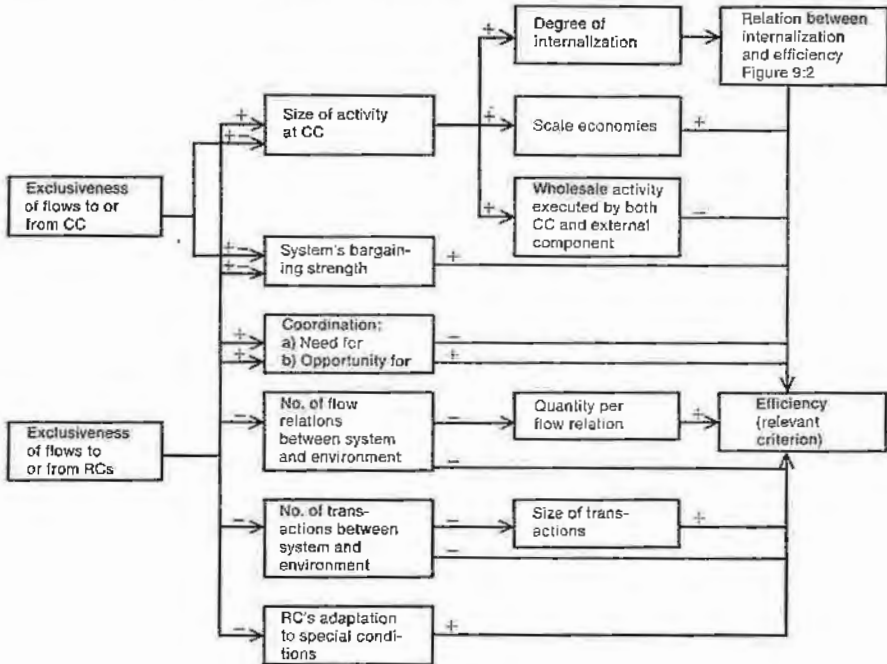 Degree of
internalization
Relation between
internalization
and efficiency
Figure 9:2
Size of activity
at CC
Scale economies
Exclusiveness
of flows to or
from CC
Wholesale activity
executed by both
CC and external
component
System's bargain-
ing strength
Coordination:
a) Need for
b) Opportunity for
Exclusiveness
of flows to
or from RCs
No. of flow
relations
between system
and environment
Quantity per
flow relation
Efficiency
(relevant
criterion)
No. of trans-
actions between
system and
environment
Size of trans-
actions
RC's adaptation
to special condi-
tions